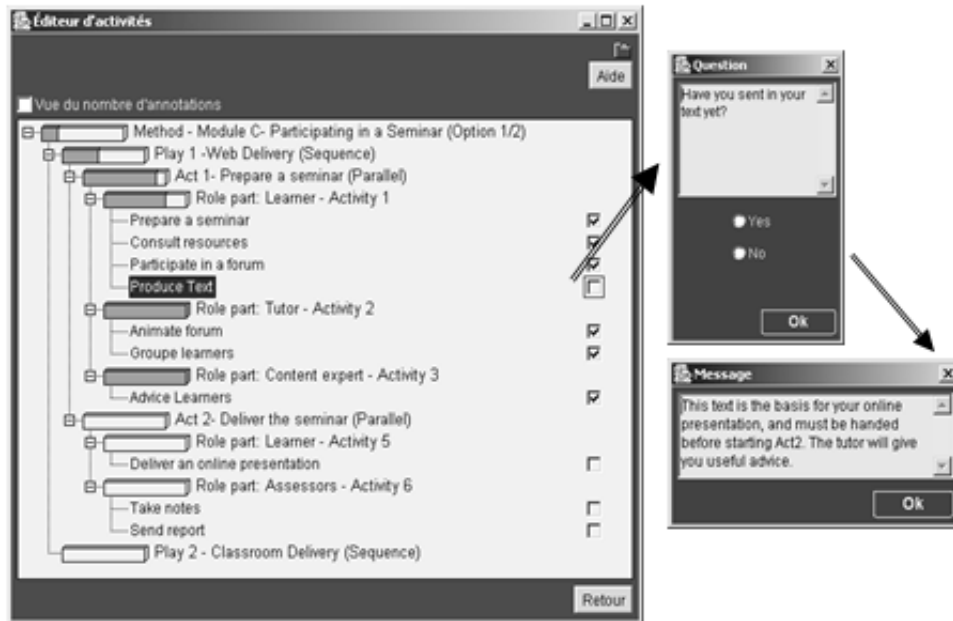 Éditeur d'activités
Aide
Vue du nombre d'annotations
Method - Module C- Participating in a Seminar (Option 1/2)
Play 1 -Web Delivery (Sequence)
Act 1- Prepare a seminar (Parallel)
Role part: Learner - Activity 1
Prepare a seminar
Consult resources
Participate in a forum
Produce Text
Role part: Tutor - Activity 2
Animate forum
Groupe learners
Role part: Content expert - Activity 3
Advice Learners
Act 2- Deliver the seminar (Parallel)
Role part: Learner - Activity 5
Deliver an online presentation
Role part: Assessors - Activity 6
Take notes
Send report
Play 2 - Classroom Delivery (Sequence)
Retour
Question
Have you sent in your
text yet?
Yes
No
Ok
Message
This text is the basis for your online
presentation, and must be handed
before starting Act2. The tutor will give
you useful advice.
Ok